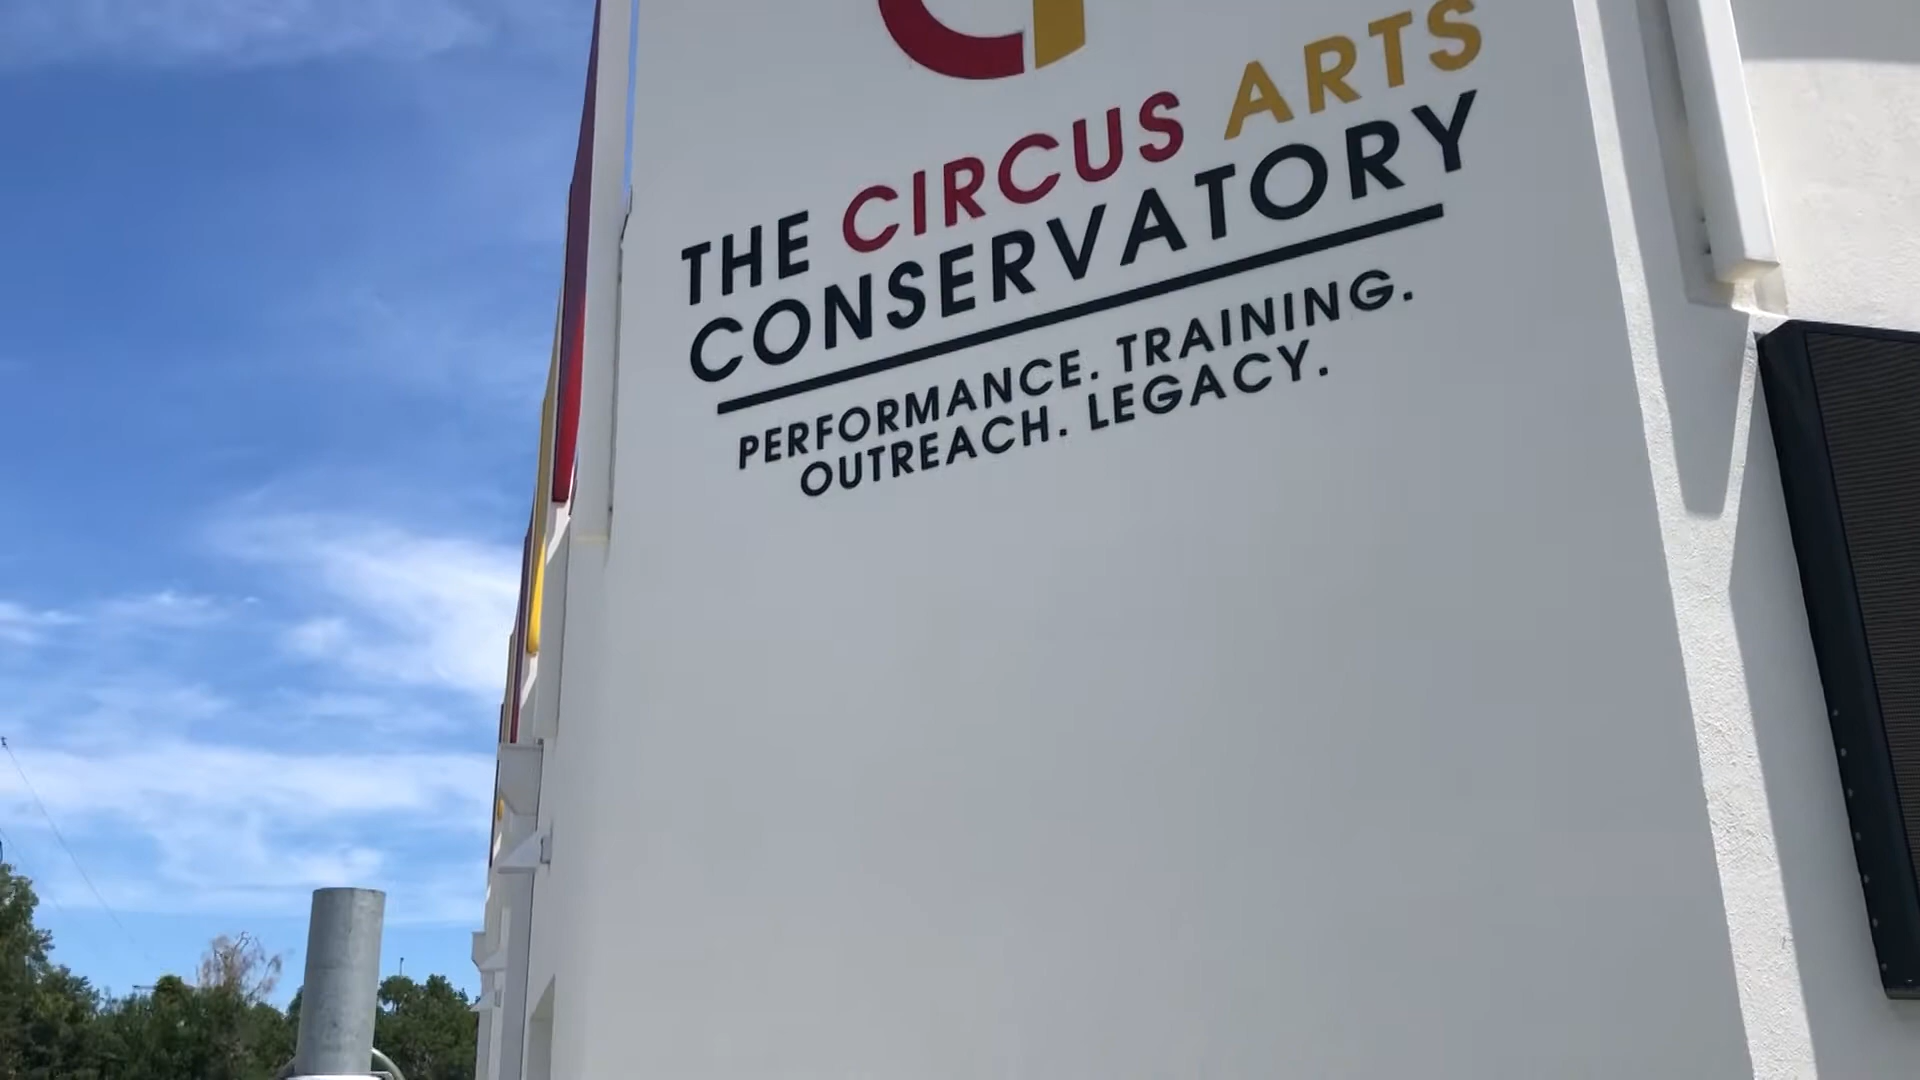 THE CIRCUS ARTS
CONSERVATORY
PERFORMANCE. TRAINING.
OUTREACH. LEGACY.